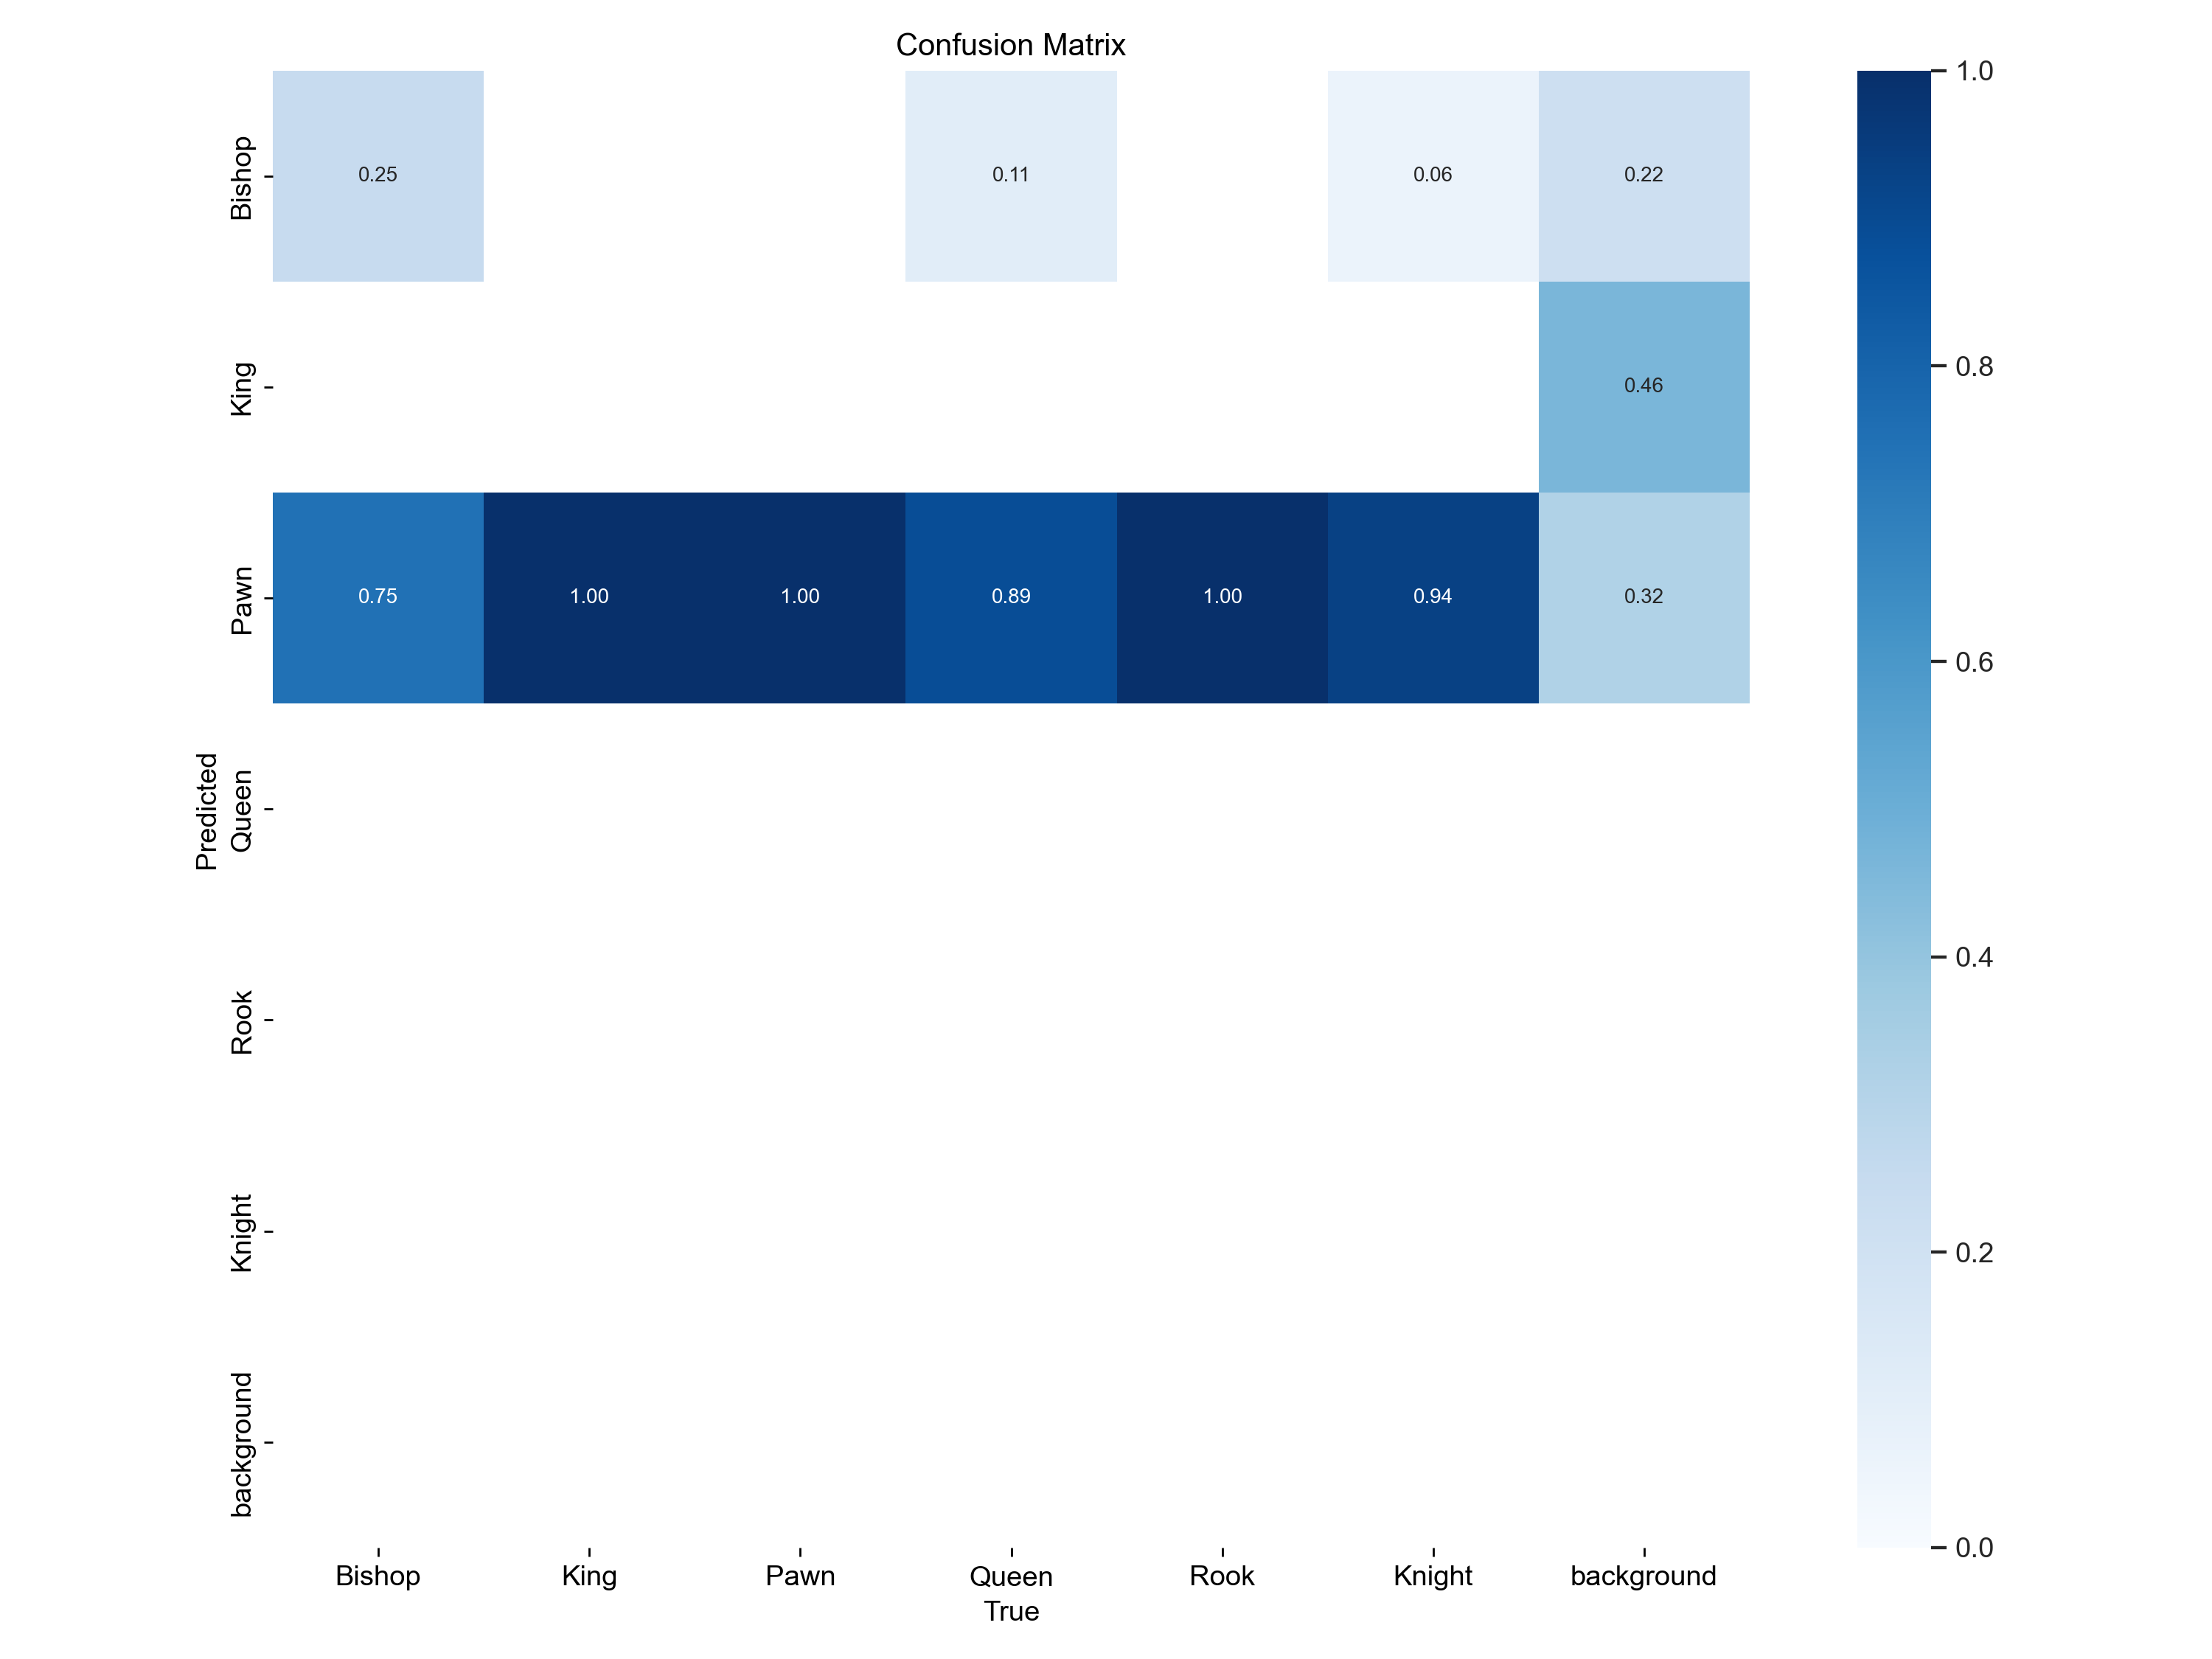 Confusion Matrix
Bishop
0.25
0.11
0.06
0.22
King
0.46
Pawn
0.75
1.00
1.00
0.89
1.00
0.94
0.32
Predicted
Queen
Rook
Knight
background
Bishop
King
Pawn
Queen
Rook
Knight
background
True
1.0
0.8
0.6
0.4
0.2
0.0